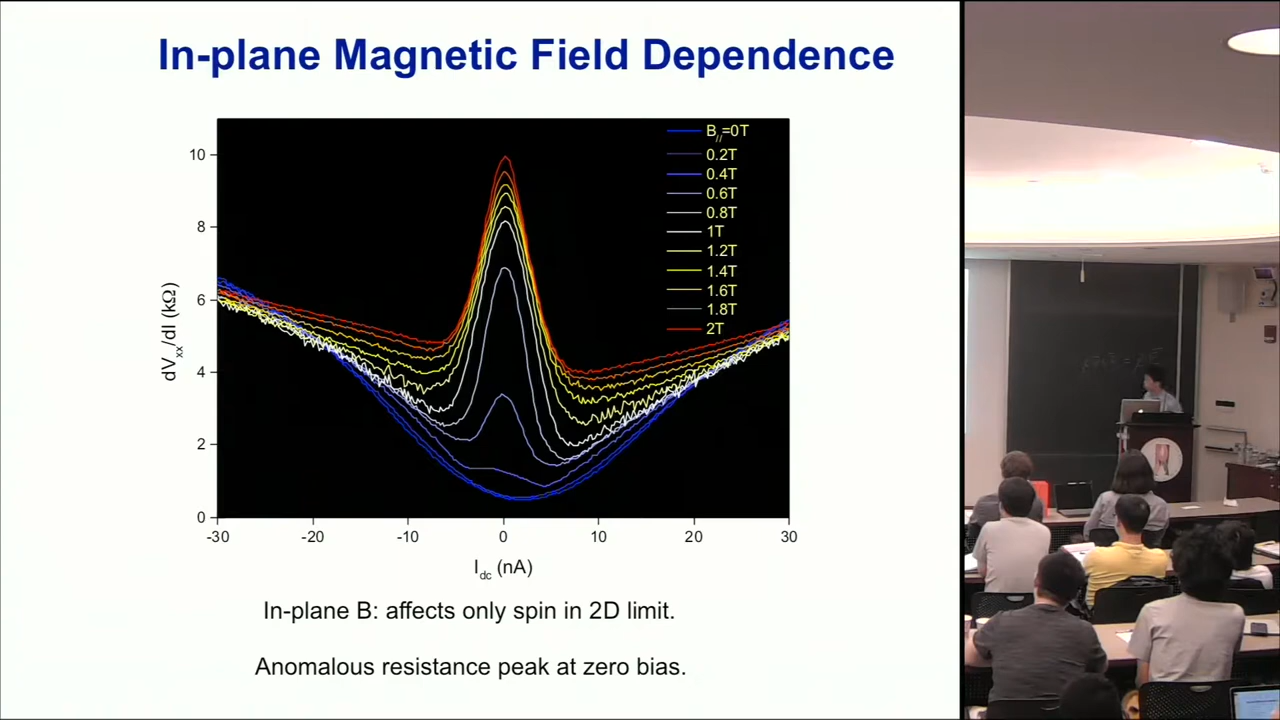 In-plane Magnetic Field Dependence
B//=0T
0.2T
0.4T
0.6T
0.8T
1T
1.2T
1.4T
1.6T
1.8T
2T
10
8
6
4
2
0
dVxx/dI (kΩ)
-30 -20 -10 0 10 20 30
Idc (nA)
In-plane B: affects only spin in 2D limit.
Anomalous resistance peak at zero bias.